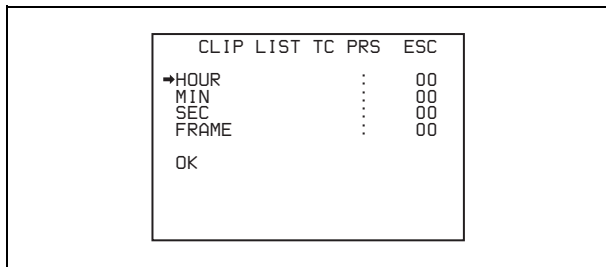 CLIP LIST TC PRS ESC
➡HOUR : 00
MIN : 00
SEC : 00
FRAME : 00
OK